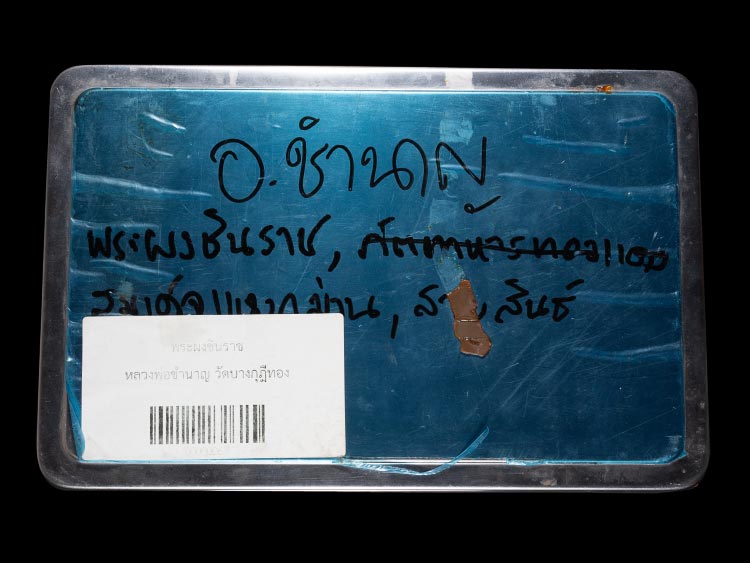 อ.ชำนาญ
พระผงชินราช,
สมเด็จแหวกม่าน, สินธ์
พระผงชินราช
หลวงพ่อชำนาญ วัดบางกุฎีทอง